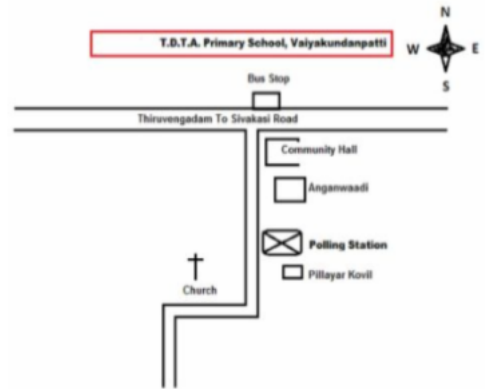 N
T.D.T.A. Primary School, Vaiyakundanpatti
W E
S
Bus Stop
Thiruvengadam To Sivakasi Road
Community Hall
Anganwaadi
Polling Station
Pillayar Kovil
Church